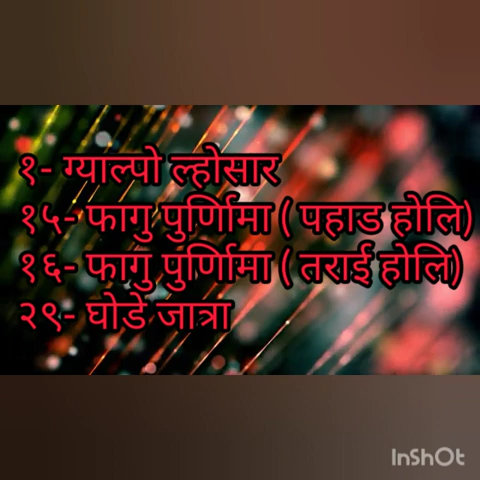 १- ग्याल्पो ल्होसार
१५- फागु पुर्णिामा ( पहाड होलि)
१६- फागु पुर्णिामा ( तराई होलि)
२९- घोडे जात्रा
InShOt